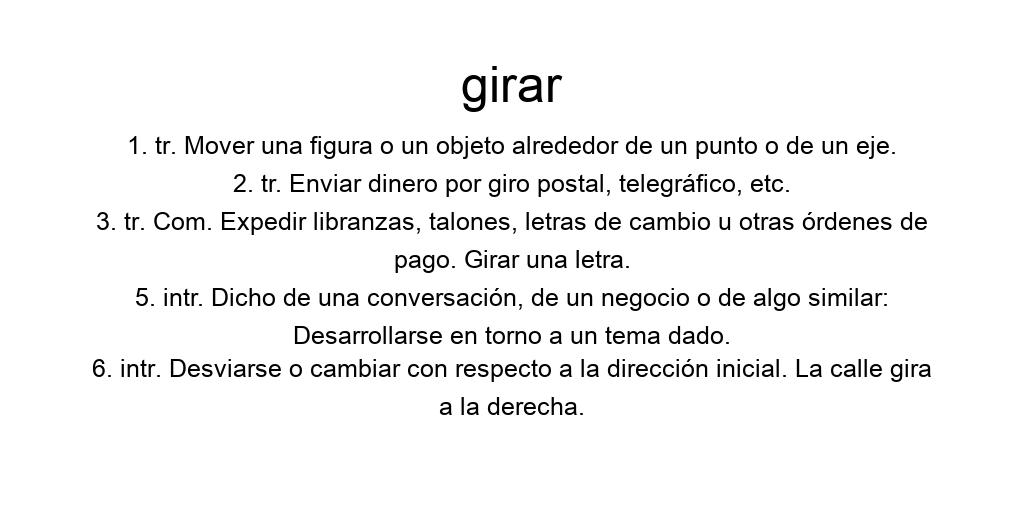 girar
1. tr. Mover una figura o un objeto alrededor de un punto o de un eje.
2. tr. Enviar dinero por giro postal, telegráfico, etc.
3. tr. Com. Expedir libranzas, talones, letras de cambio u otras órdenes de
pago. Girar una letra.
5. intr. Dicho de una conversación, de un negocio o de algo similar:
Desarrollarse en torno a un tema dado.
6. intr. Desviarse o cambiar con respecto a la dirección inicial. La calle gira
a la derecha.